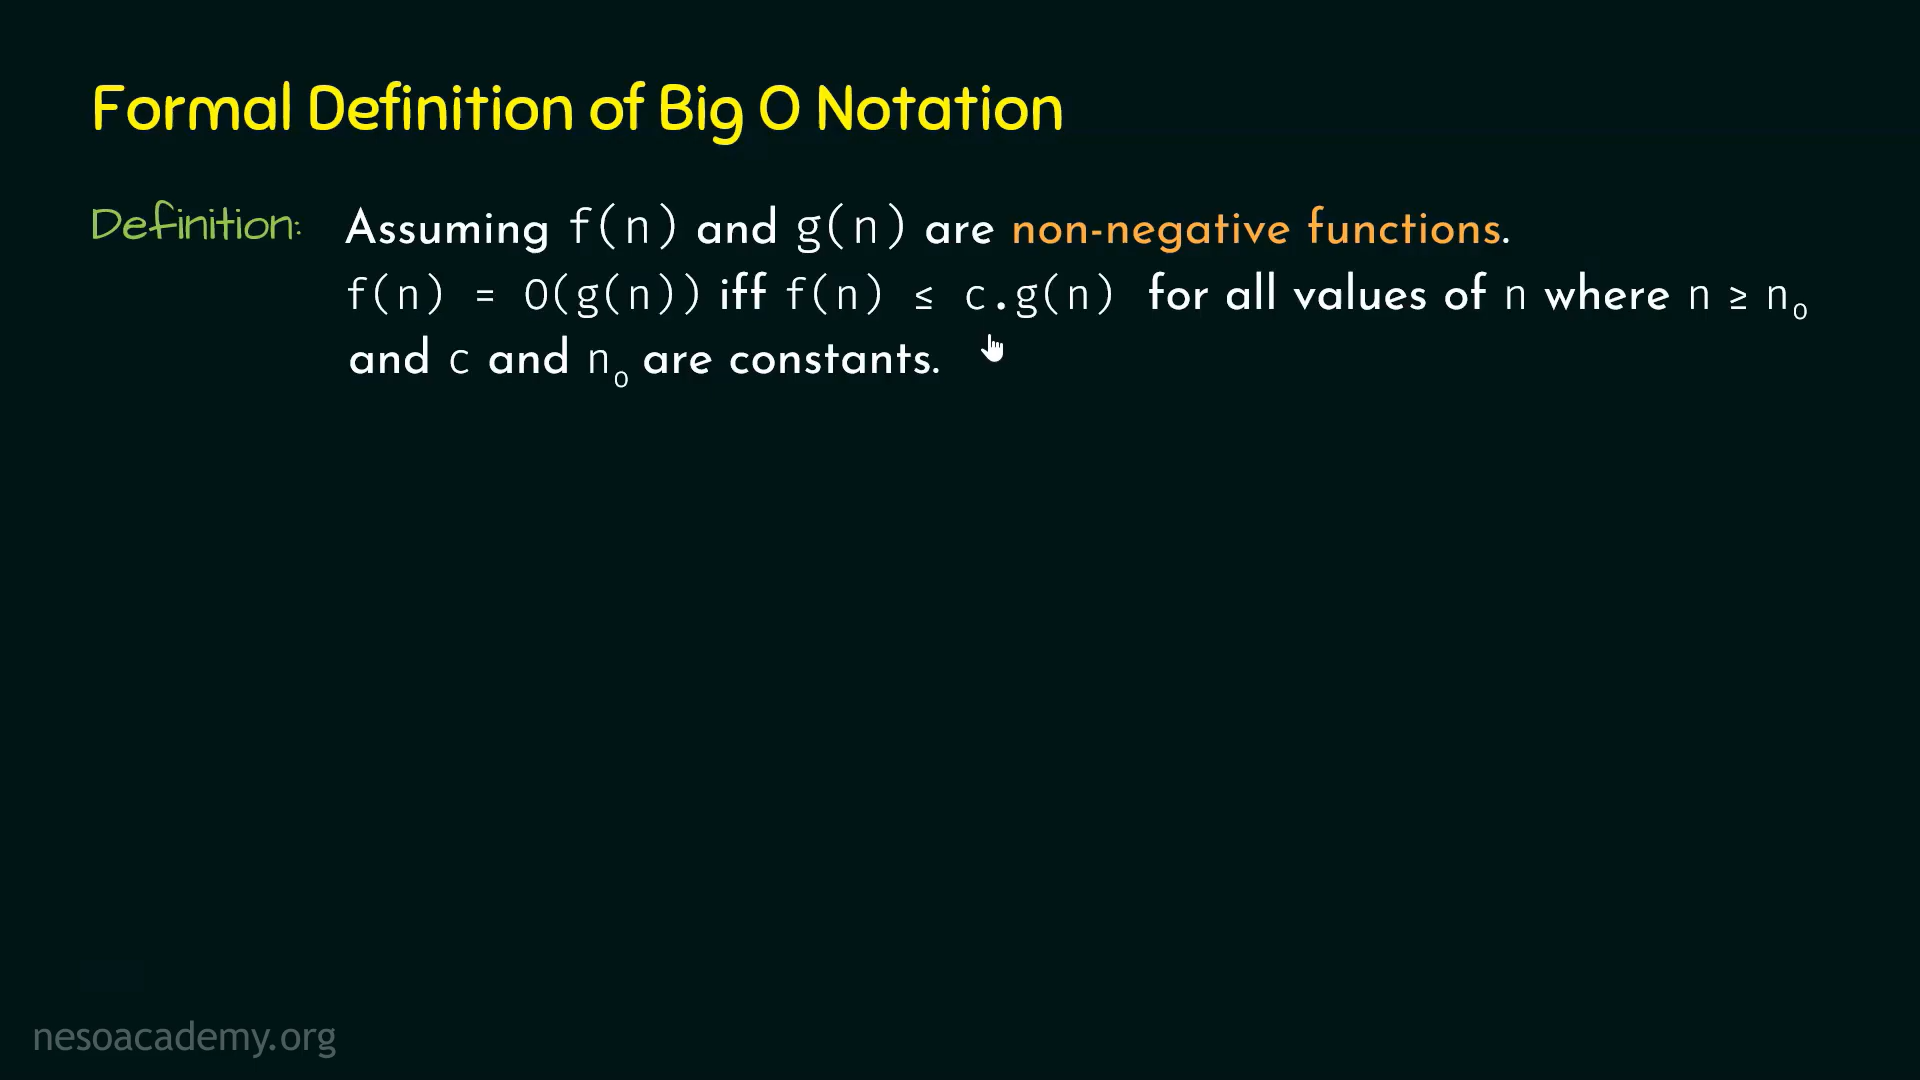 Formal Definition of Big O Notation
Definition: Assuming f(n) and g(n) are non-negative functions.
f(n) = O(g(n)) iff f(n) ≤ c.g(n) for all values of n where n ≥ n₀
and c and n₀ are constants.
nesoacademy.org